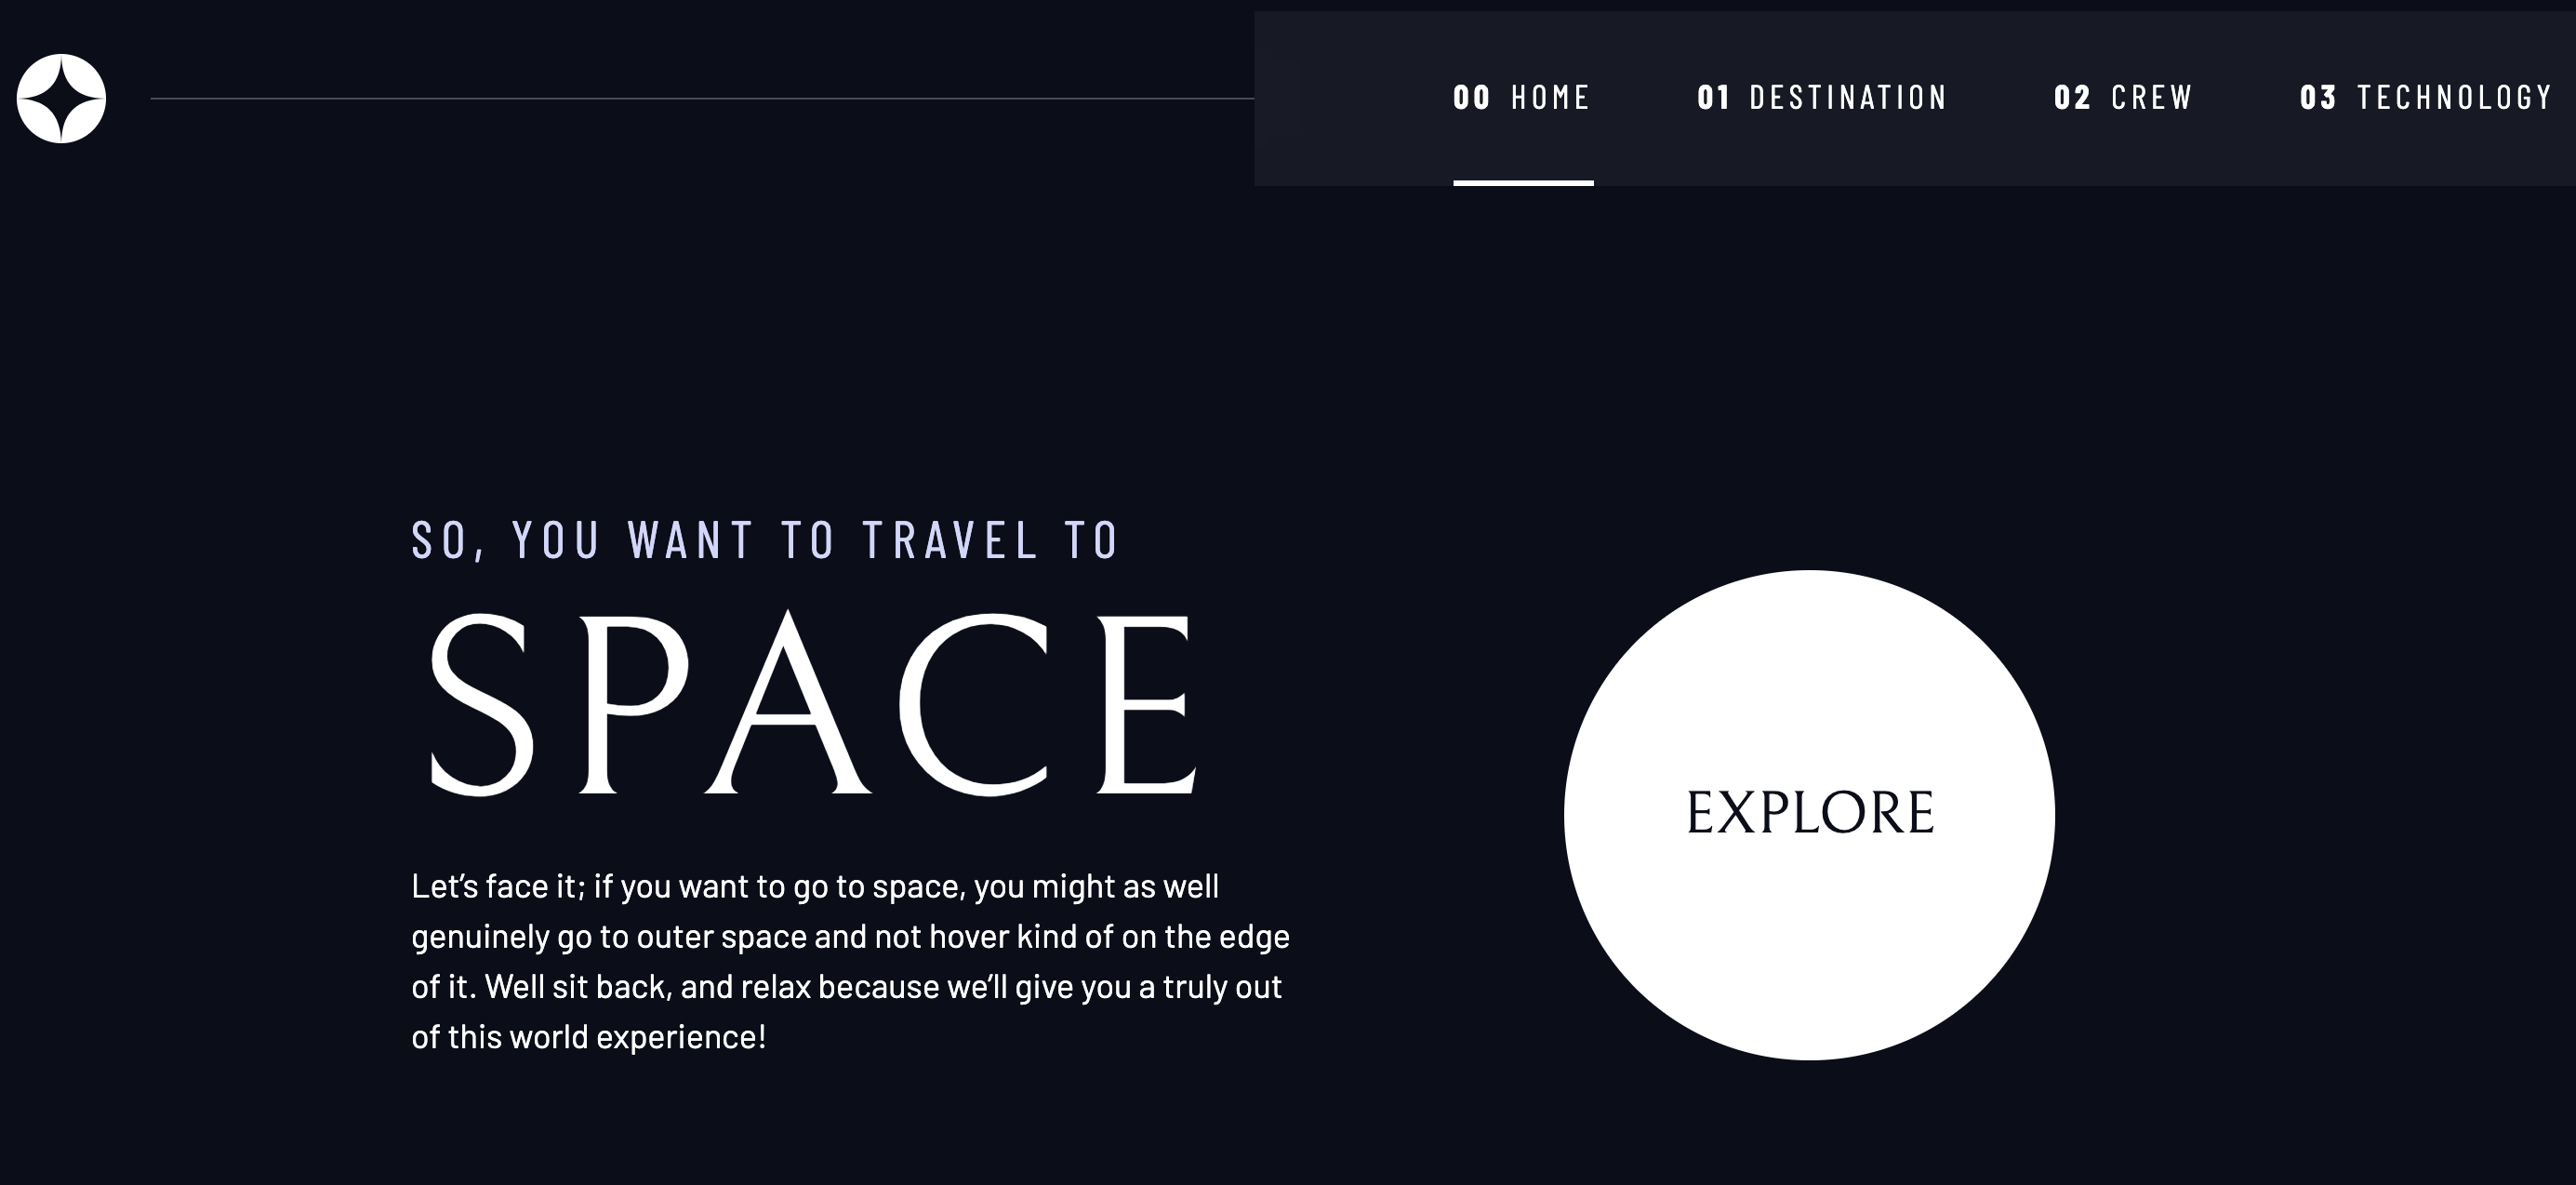 00 HOME 01 DESTINATION 02 CREW 03 TECHNOLOGY
SO, YOU WANT TO TRAVEL TO
SPACE
Let’s face it; if you want to go to space, you might as well
genuinely go to outer space and not hover kind of on the edge
of it. Well sit back, and relax because we’ll give you a truly out
of this world experience!
EXPLORE